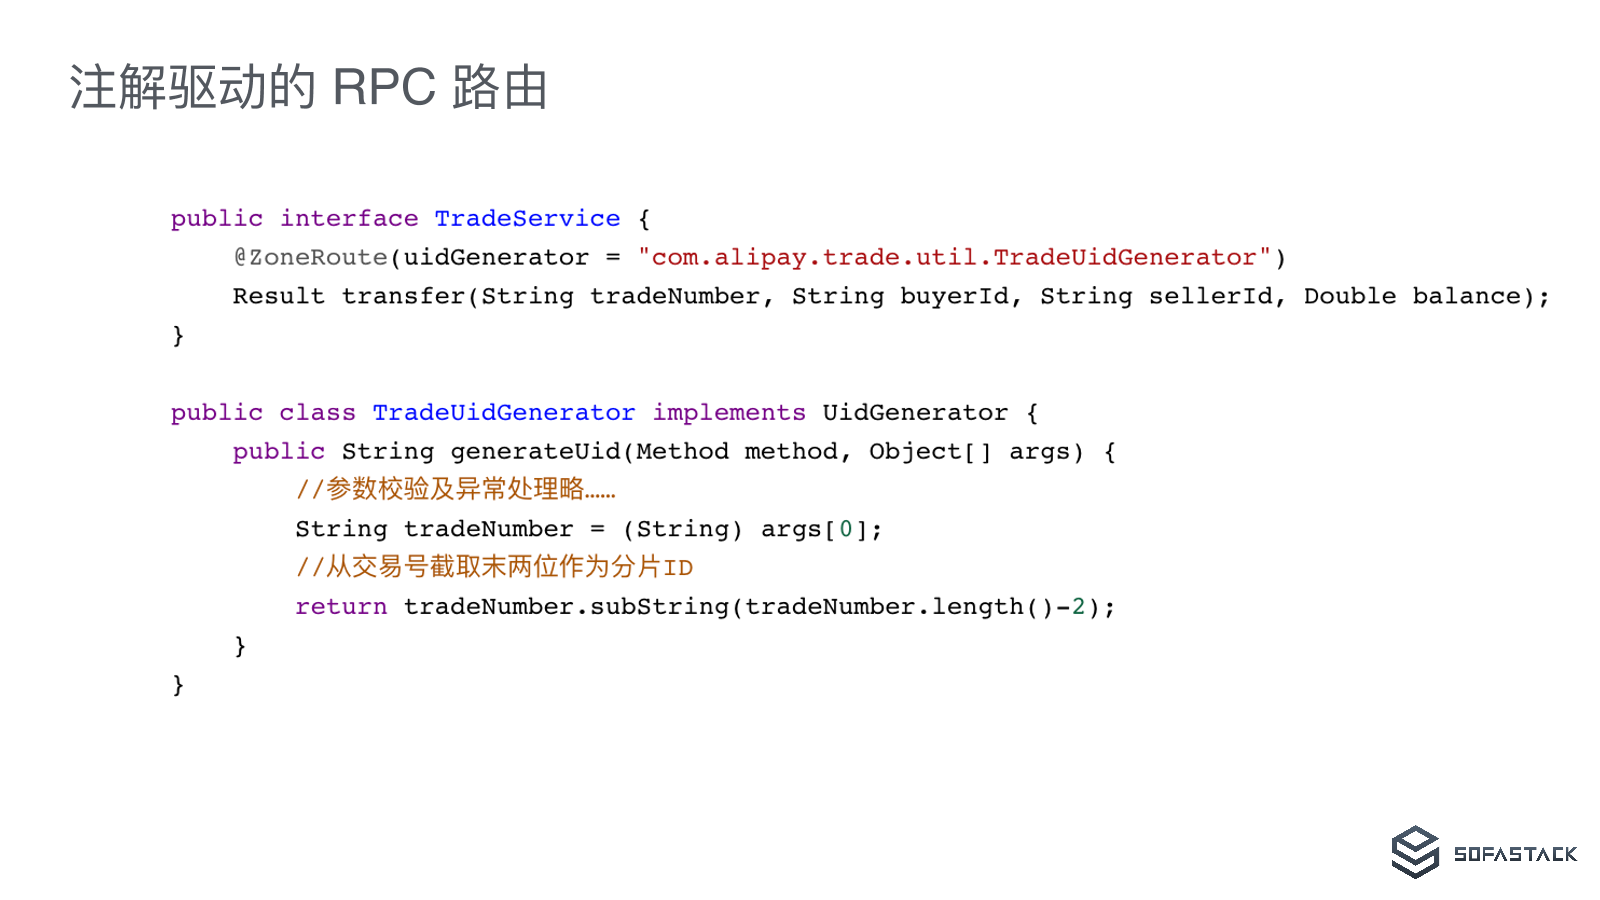 注解驱动的 RPC 路由
public interface TradeService {
    @ZoneRoute(uidGenerator = "com.alipay.trade.util.TradeUidGenerator")
    Result transfer(String tradeNumber, String buyerId, String sellerId, Double balance);
}
public class TradeUidGenerator implements UidGenerator {
    public String generateUid(Method method, Object[] args) {
        //参数校验及异常处理略……
        String tradeNumber = (String) args[0];
        //从交易号截取末两位作为分片ID
        return tradeNumber.subString(tradeNumber.length()-2);
    }
}
SOFASTACK